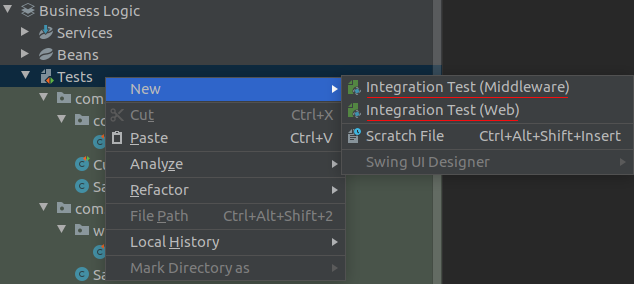 Business Logic
Services
Beans
Tests
com
co
Cu
Sa
com
w
Sa
New
Cut Ctrl+X
Paste Ctrl+V
Analyze
Refactor
File Path Ctrl+Alt+Shift+2
Local History
Mark Directory as
Integration Test (Middleware)
Integration Test (Web)
Scratch File Ctrl+Alt+Shift+Insert
Swing UI Designer